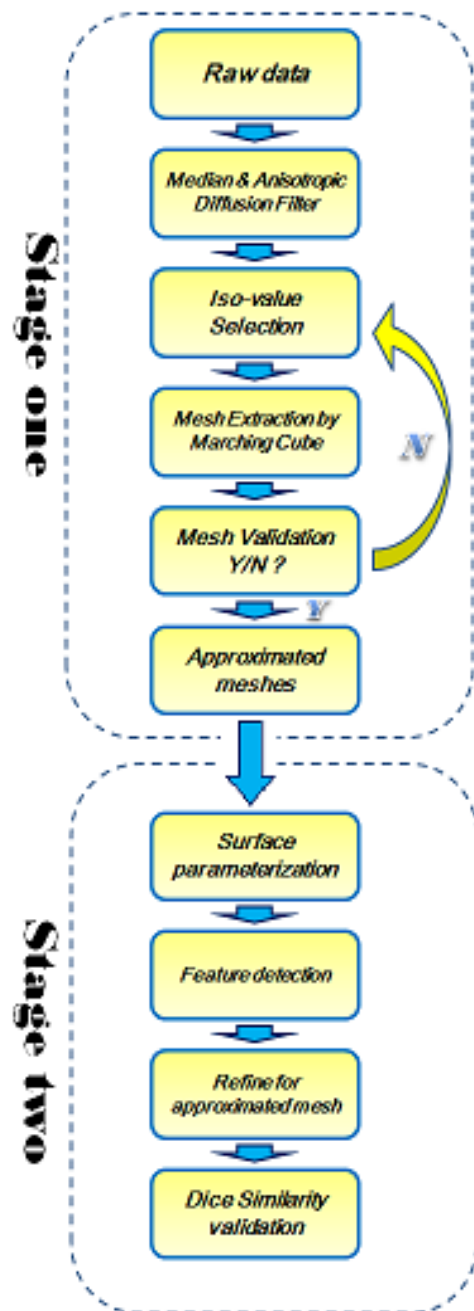 Stage one
Raw data
Median & Anisotropic
Diffusion Filter
Iso-value
Selection
Mesh Extraction by
Marching Cube
N
Mesh Validation
Y/N ?
Y
Approximated
meshes
Stage two
Surface
parameterization
Feature detection
Refine for
approximated mesh
Dice Similarity
validation